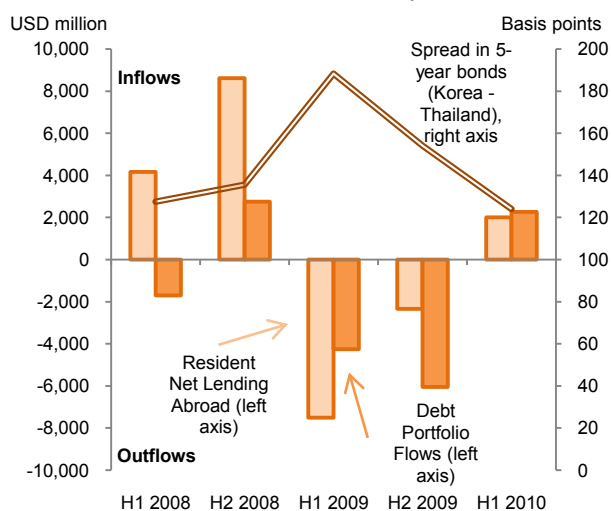 USD million
Basis points
10,000
8,000
6,000
4,000
2,000
0
-2,000
-4,000
-6,000
-8,000
-10,000
200
180
160
140
120
100
80
60
40
20
0
Inflows
Spread in 5-
year bonds
(Korea -
Thailand),
right axis
Resident
Net Lending
Abroad (left
axis)
Debt
Portfolio
Flows (left
axis)
Outflows
H1 2008 H2 2008 H1 2009 H2 2009 H1 2010